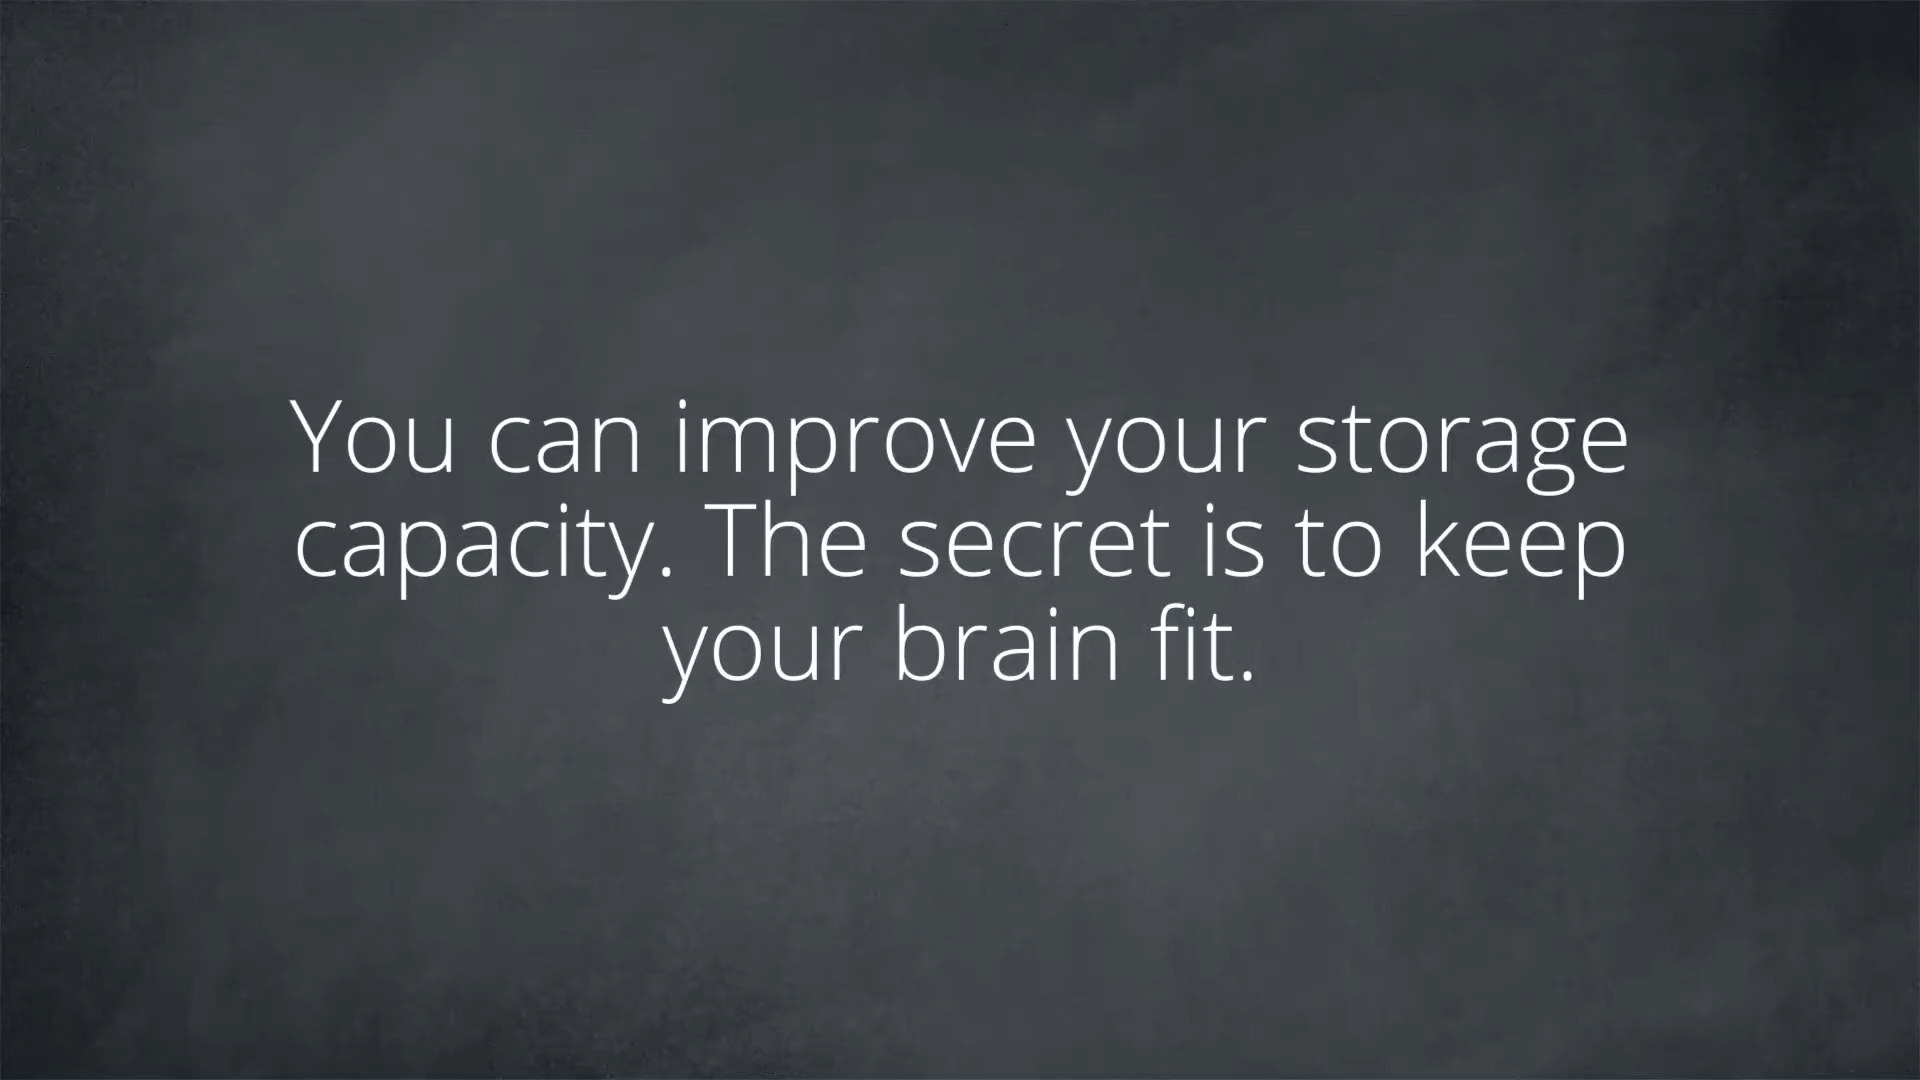 You can improve your storage
capacity. The secret is to keep
your brain fit.